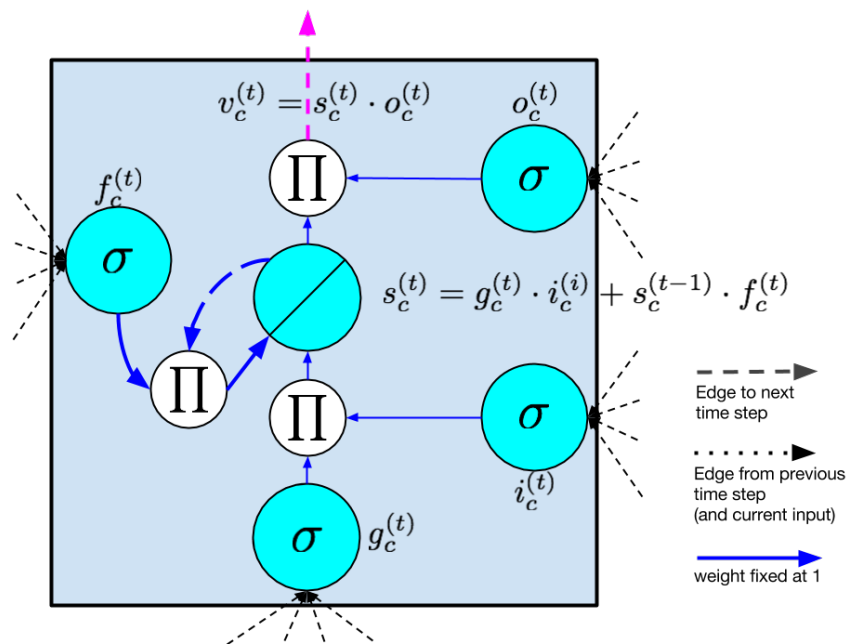 v_c^{(t)} = s_c^{(t)} · o_c^{(t)}
o_c^{(t)}
∏
σ
f_c^{(t)}
σ
s_c^{(t)} = g_c^{(t)} · i_c^{(i)} + s_c^{(t-1)} · f_c^{(t)}
∏
∏
σ
i_c^{(t)}
σ
g_c^{(t)}
Edge to next
time step
Edge from previous
time step
(and current input)
weight fixed at 1